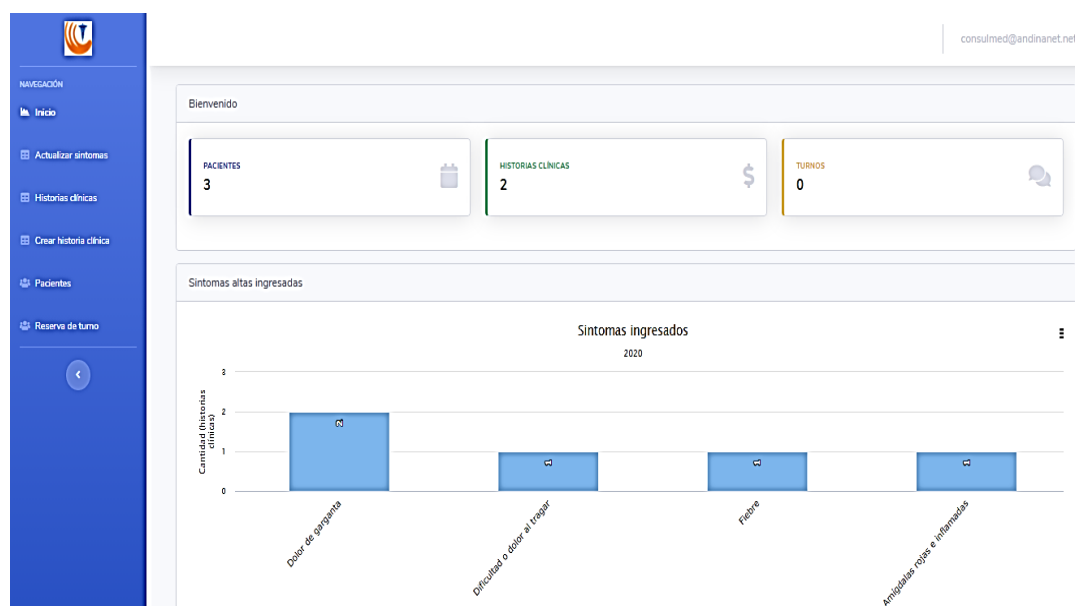 consulmed@andinanet.net
NAVEGACIÓN
Inicio
Actualizar sintomas
Historias clínicas
Crear historia clínica
Pacientes
Reserva de turno
Bienvenido
PACIENTES
3
HISTORIAS CLÍNICAS
2
TURNOS
0
Sintomas altas ingresadas
Sintomas ingresados
2020
Cantidad (historias
clínicas)
3
2
1
0
2
1
1
1
Dolor de garganta
Dificultad o dolor al tragar
Fiebre
Amigdalas rojas e inflamadas